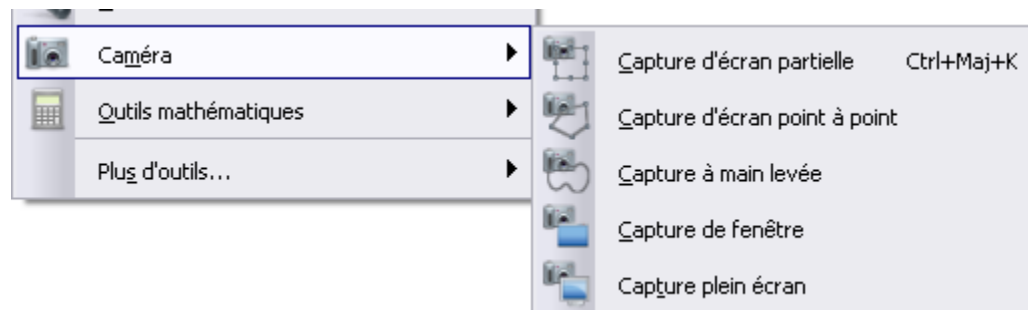 Caméra
Outils mathématiques
Plus d'outils...
Capture d'écran partielle Ctrl+Maj+K
Capture d'écran point à point
Capture à main levée
Capture de fenêtre
Capture plein écran